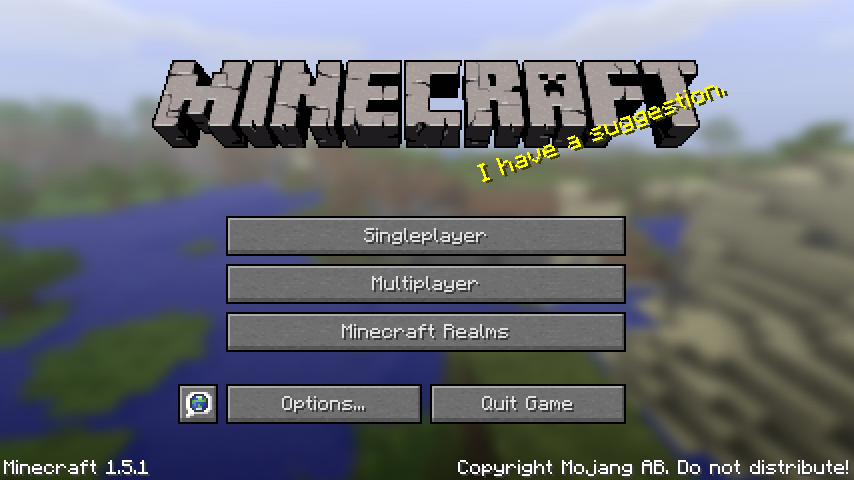 MINECRAFT
I have a suggestion.
Singleplayer
Multiplayer
Minecraft Realms
Options...
Quit Game
Minecraft 1.5.1
Copyright Mojang AB. Do not distribute!